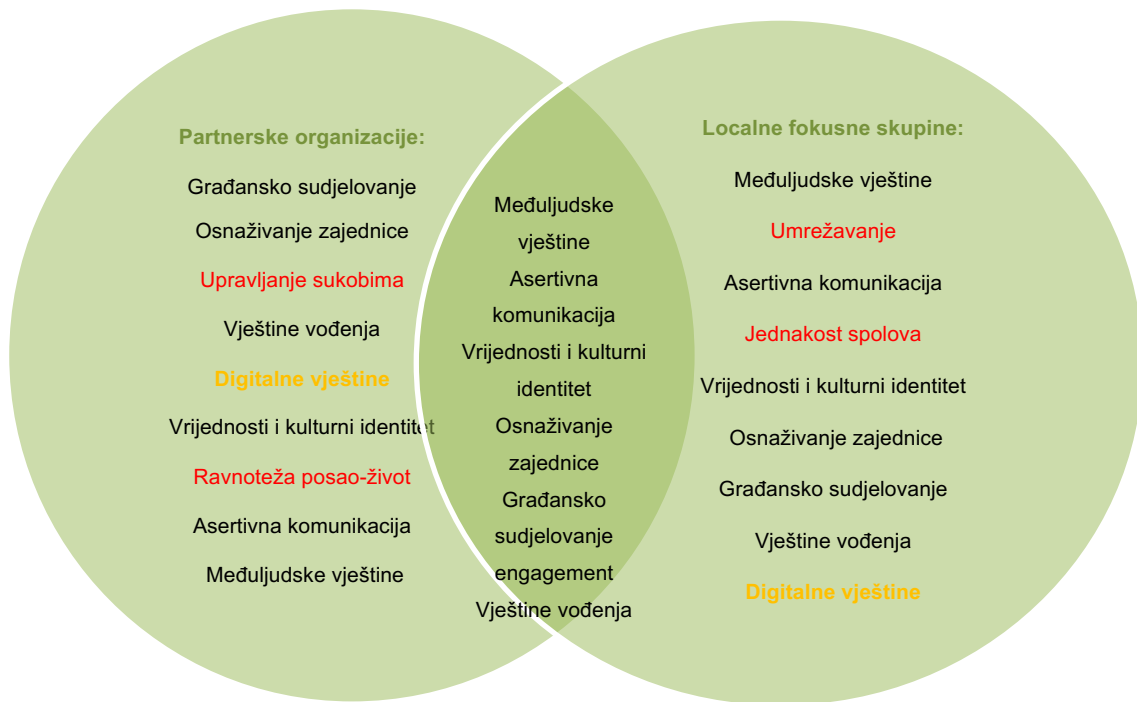 Partnerske organizacije:
Građansko sudjelovanje
Osnaživanje zajednice
Upravljanje sukobima
Vještine vođenja
Digitalne vještine
Vrijednosti i kulturni identitet
Ravnoteža posao-život
Asertivna komunikacija
Međuljudske vještine
Međuljudske
vještine
Asertivna
komunikacija
Vrijednosti i kulturni
identitet
Osnaživanje
zajednice
Građansko
sudjelovanje
engagement
Vještine vođenja
Localne fokusne skupine:
Međuljudske vještine
Umrežavanje
Asertivna komunikacija
Jednakost spolova
Vrijednosti i kulturni identitet
Osnaživanje zajednice
Građansko sudjelovanje
Vještine vođenja
Digitalne vještine